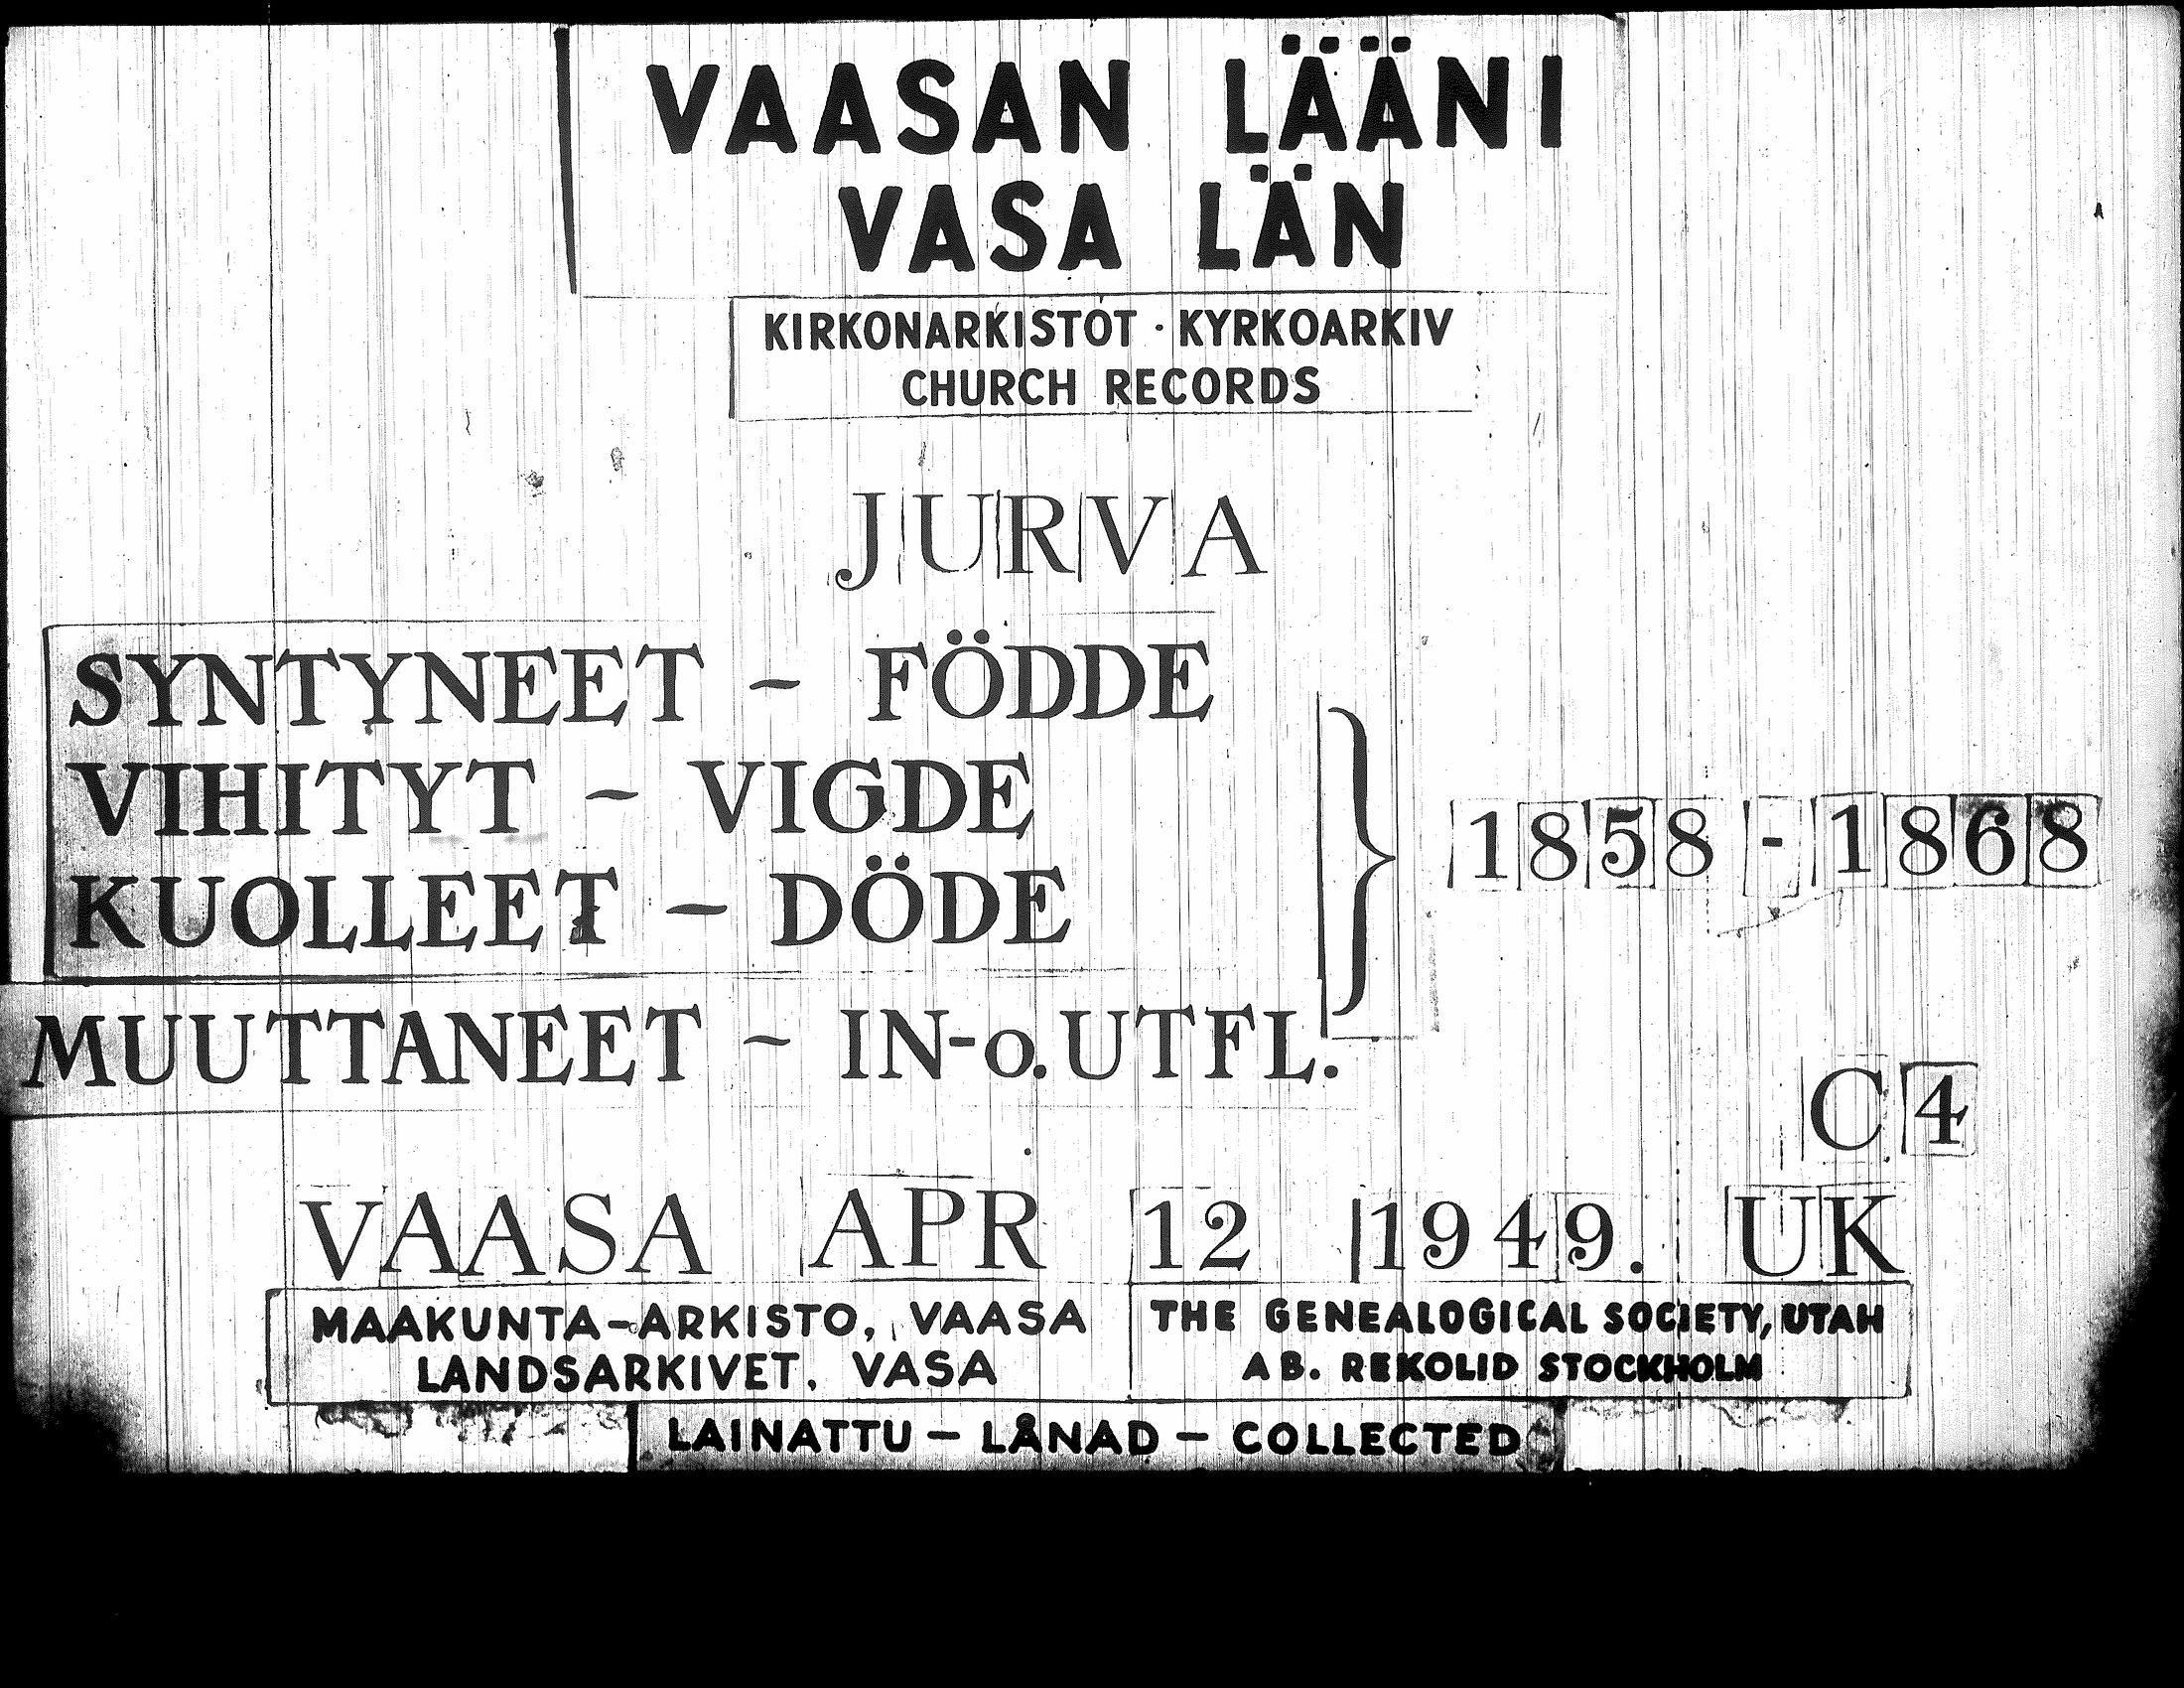 VAASAN LÄÄNI
VASA LÄN
KIRKONARKISTOT · KYRKOARKIV
CHURCH RECORDS
JURVA
SYNTYNEET - FÖDDE
VIHITYT - VIGDE
KUOLLEET - DÖDE
1858 - 1868
MUUTTANEET - IN-o. UTFL.
C4
VAASA APR 12 1949. UK
MAAKUNTA-ARKISTO, VAASA
LANDSARKIVET, VASA
THE GENEALOGICAL SOCIETY, UTAH
AB. REKOLID STOCKHOLM
LAINATTU - LÅNAD - COLLECTED